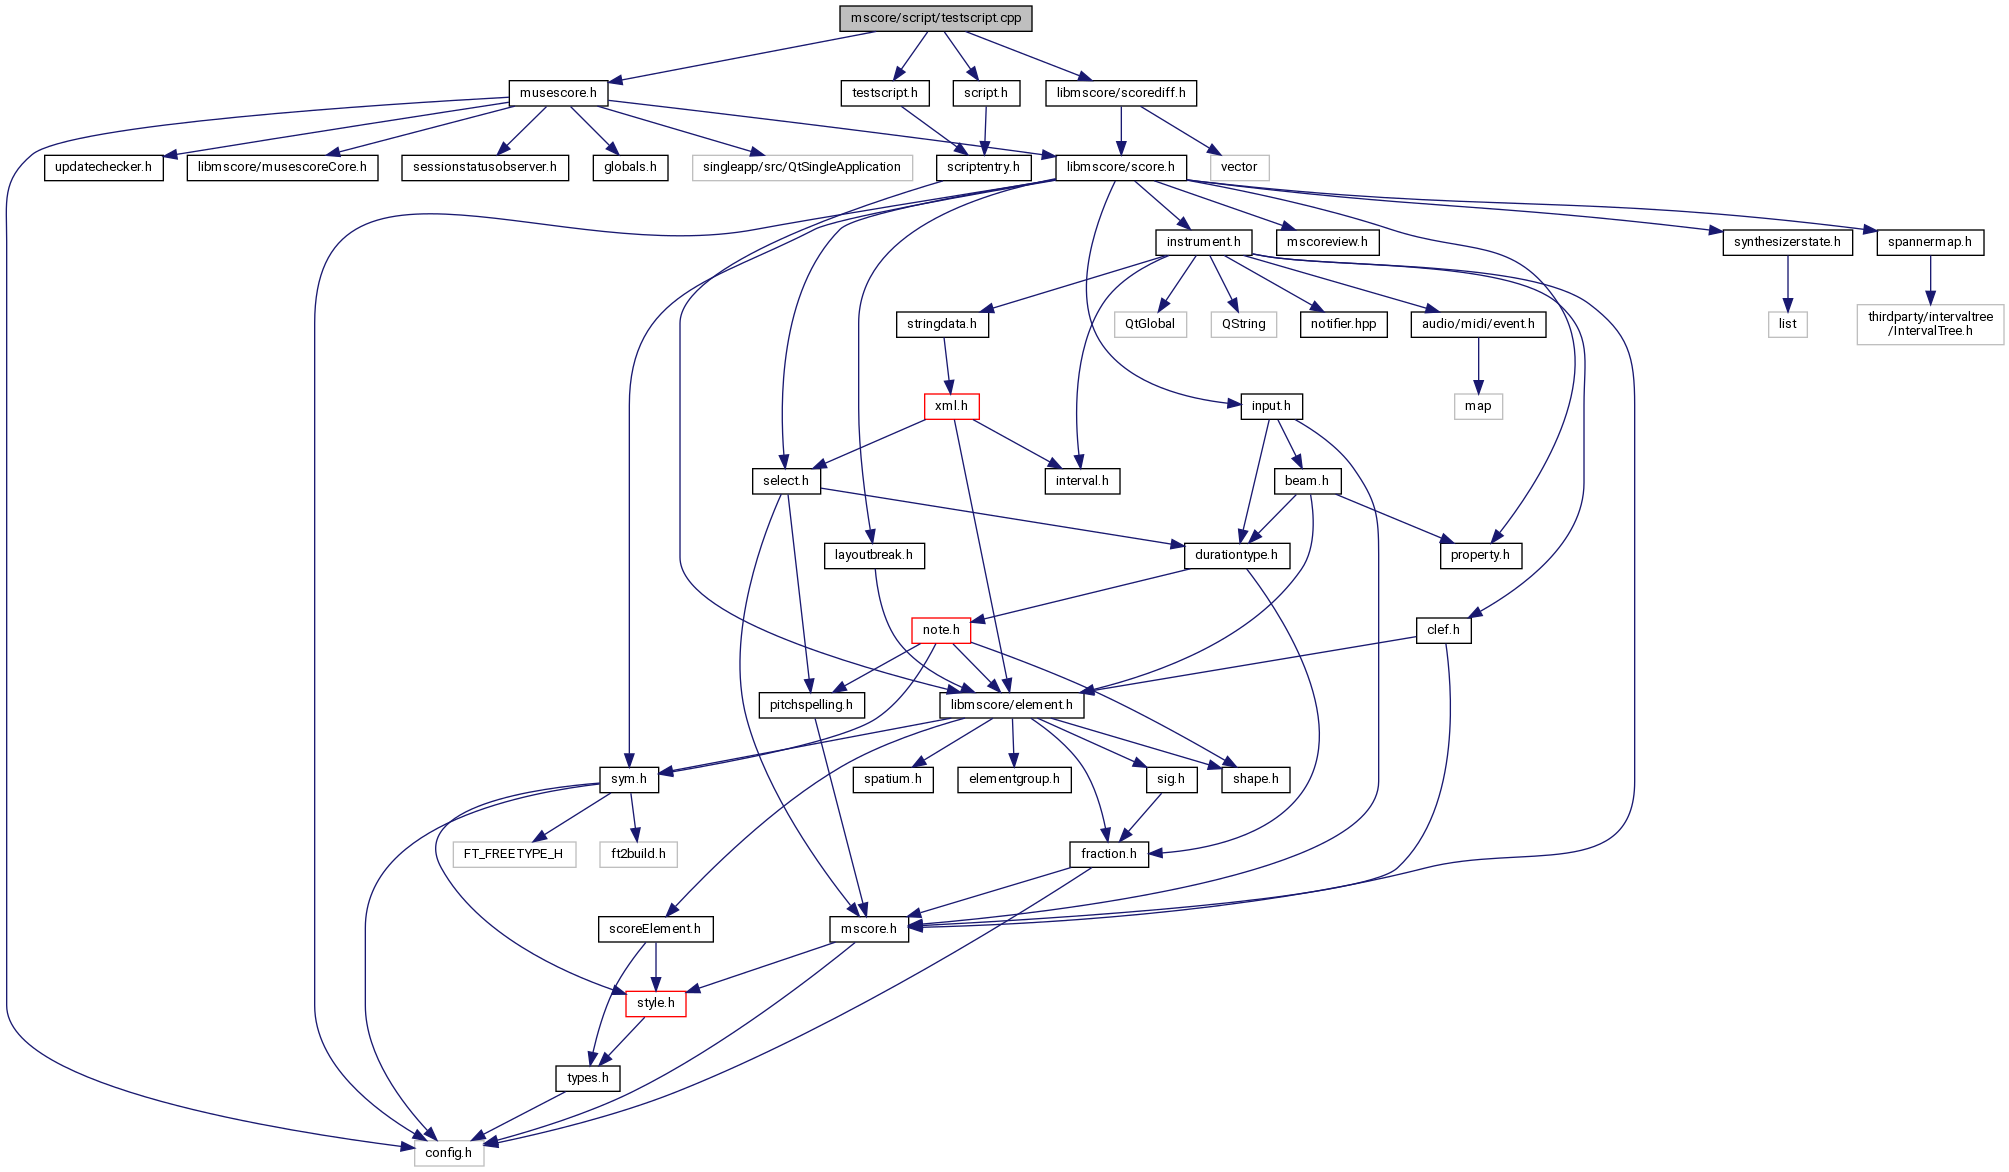 mscore/script/testscript.cpp
musescore.h
testscript.h
script.h
libmscore/scorediff.h
updatechecker.h
libmscore/musescoreCore.h
sessionstatusobserver.h
globals.h
singleapp/src/QtSingleApplication
scriptentry.h
libmscore/score.h
vector
instrument.h
mscoreview.h
synthesizerstate.h
spannermap.h
stringdata.h
QtGlobal
QString
notifier.hpp
audio/midi/event.h
list
thirdparty/intervaltree
/IntervalTree.h
xml.h
input.h
map
select.h
interval.h
beam.h
layoutbreak.h
durationtype.h
property.h
note.h
clef.h
pitchspelling.h
libmscore/element.h
sym.h
spatium.h
elementgroup.h
sig.h
shape.h
FT_FREETYPE_H
ft2build.h
fraction.h
scoreElement.h
mscore.h
style.h
types.h
config.h